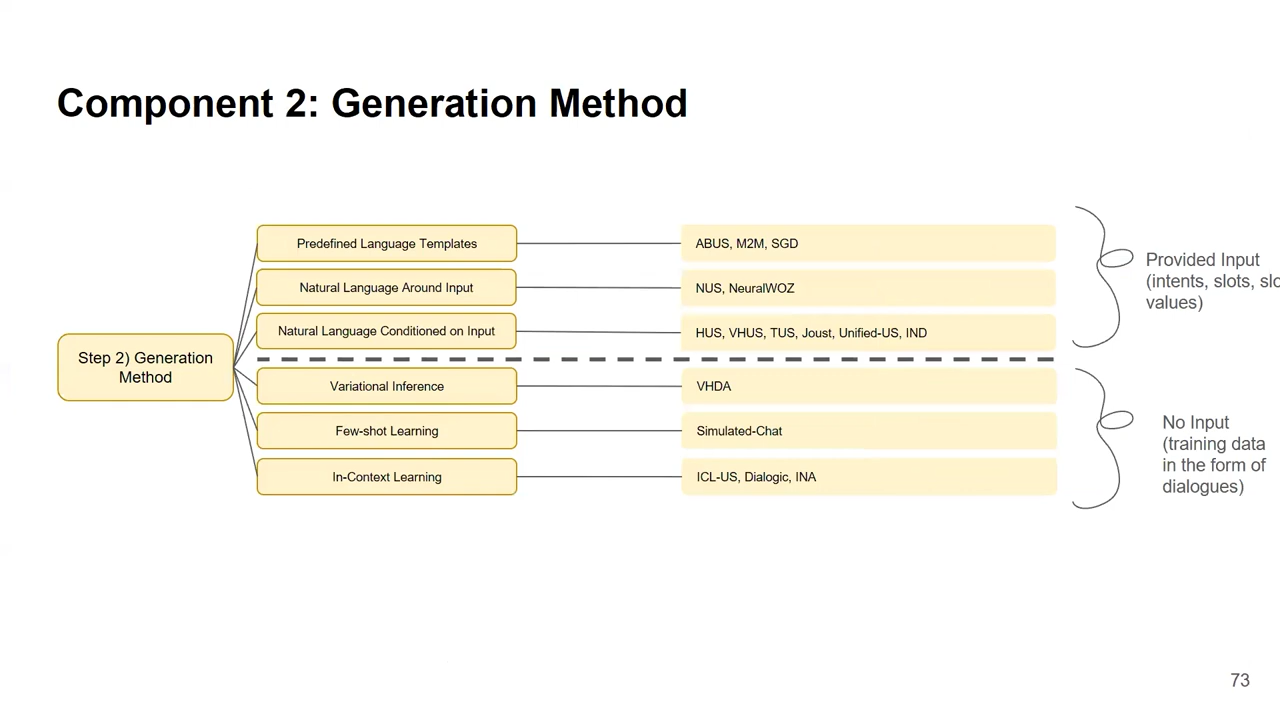 Component 2: Generation Method
Predefined Language Templates
ABUS, M2M, SGD
Natural Language Around Input
NUS, NeuralWOZ
Natural Language Conditioned on Input
HUS, VHUS, TUS, Joust, Unified-US, IND
Provided Input
(intents, slots,
values)
Step 2) Generation
Method
Variational Inference
VHDA
Few-shot Learning
Simulated-Chat
In-Context Learning
ICL-US, Dialogic, INA
No Input
(training data
in the form of
dialogues)
73